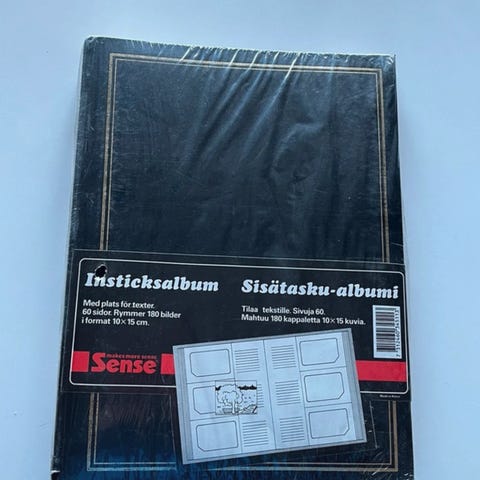 Insticksalbum
Med plats för texter.
60 sidor. Rymmer 180 bilder
i format 10×15 cm.
Sisätasku-albumi
Tilaa tekstille. Sivuja 60.
Mahtuu 180 kappaletta 10×15 kuvia.
makes more sense
Sense